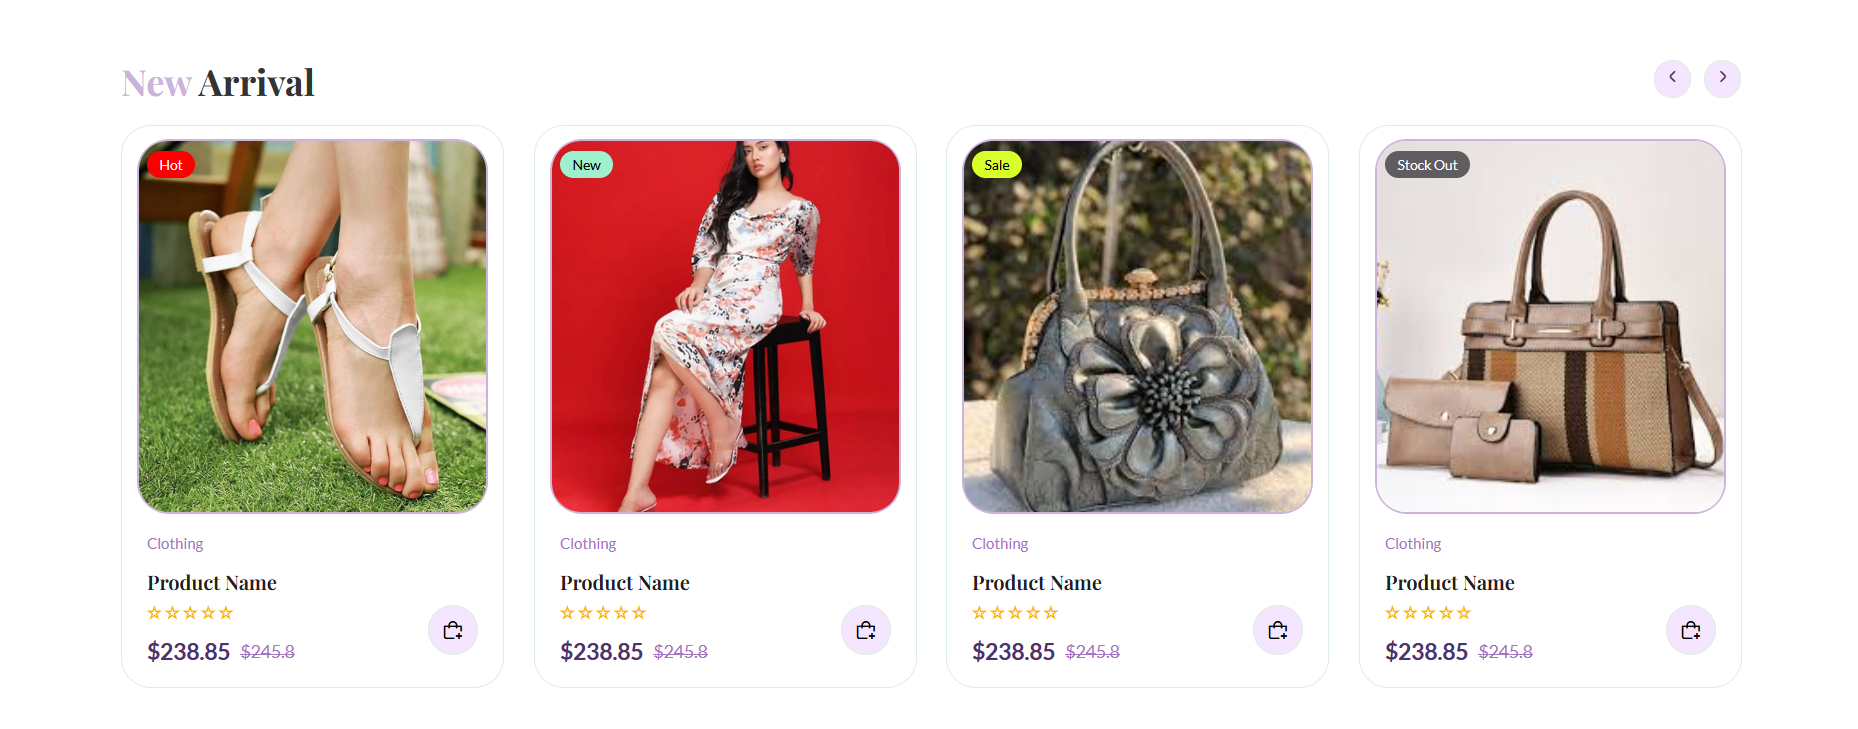 New Arrival
Hot
Clothing
Product Name
$238.85 $245.8
New
Clothing
Product Name
$238.85 $245.8
Sale
Clothing
Product Name
$238.85 $245.8
Stock Out
Clothing
Product Name
$238.85 $245.8